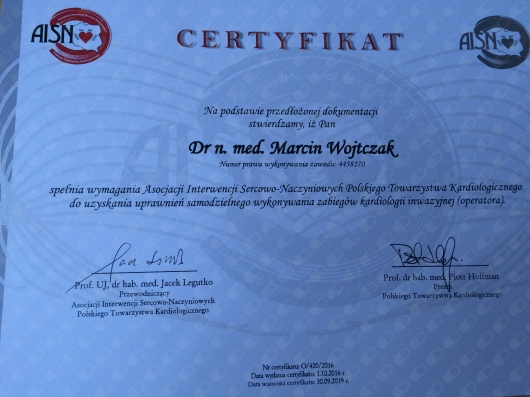 AISN
CERTYFIKAT
AISN
Na podstawie przedłożonej dokumentacji
stwierdzamy, iż Pan
Dr n. med. Marcin Wojtczak
Numer prawa wykonywania zawodu: 4458270
spełnia wymagania Asocjacji Interwencji Sercowo-Naczyniowych Polskiego Towarzystwa Kardiologicznego
do uzyskania uprawnień samodzielnego wykonywania zabiegów kardiologii inwazyjnej (operatora).
Prof. UJ, dr hab. med. Jacek Legutko
Przewodniczący
Asocjacji Interwencji Sercowo-Naczyniowych
Polskiego Towarzystwa Kardiologicznego
Prof. dr hab. med. Piotr Hoffman
Prezes
Polskiego Towarzystwa Kardiologicznego
Nr certyfikatu: O/420/2016
Data wydania certyfikatu: 1.10.2016 r.
Data ważności certyfikatu: 30.09.2019 r.